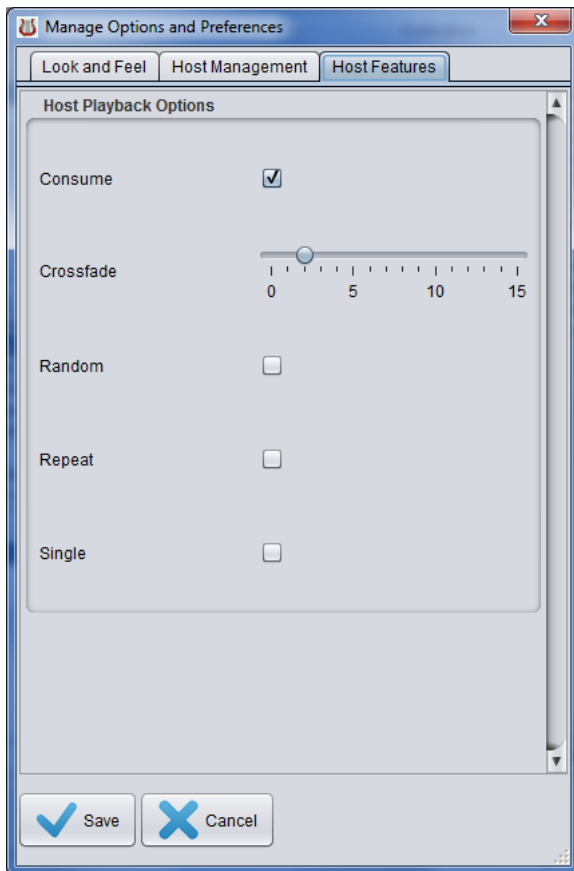 Manage Options and Preferences
Look and Feel Host Management Host Features
Host Playback Options
Consume
Crossfade
0 5 10 15
Random
Repeat
Single
Save Cancel